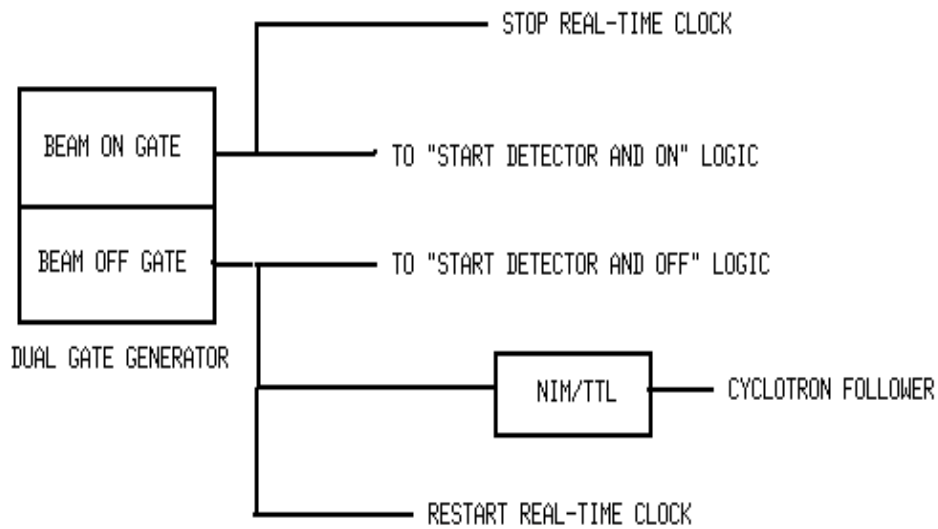 STOP REAL-TIME CLOCK
BEAM ON GATE
TO "START DETECTOR AND ON" LOGIC
BEAM OFF GATE
TO "START DETECTOR AND OFF" LOGIC
DUAL GATE GENERATOR
NIM/TTL
CYCLOTRON FOLLOWER
RESTART REAL-TIME CLOCK